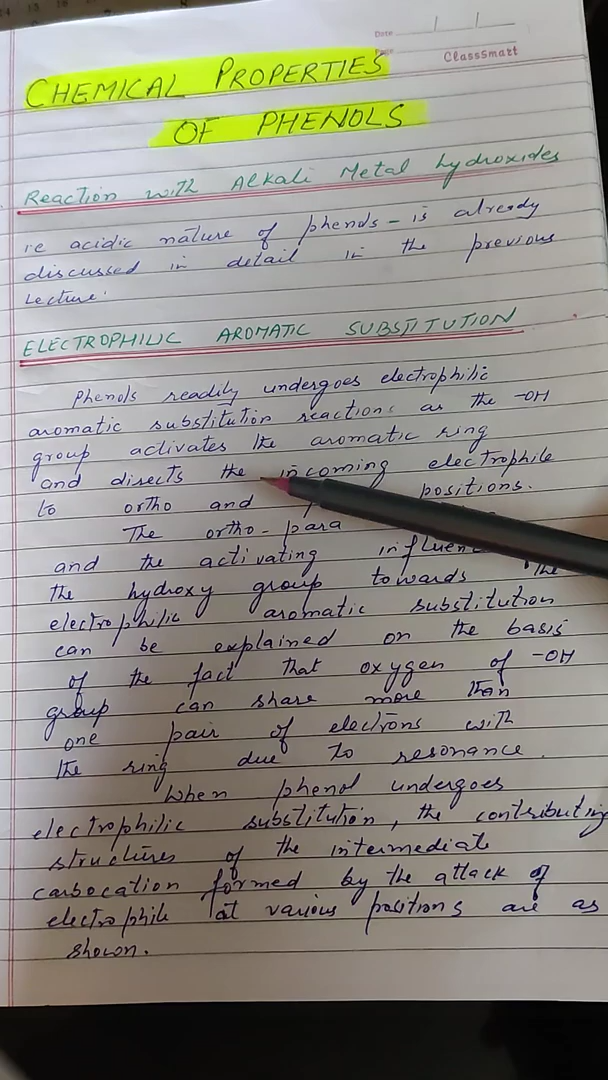 Date
Page
ClassSmart
CHEMICAL PROPERTIES
OF PHENOLS
Reaction with Alkali Metal hydroxides
ie acidic nature of phenols - is already
discussed in detail in the previous
Lecture.
ELECTROPHILIC AROMATIC SUBSTITUTION
Phenols readily undergoes electrophilic
aromatic substitution reactions as the -OH
group activates the aromatic ring
and directs the incoming electrophile
to ortho and positions.
The ortho-para
and the activating
the hydroxy group towards the
electrophilic aromatic substitution
can be explained on the basis
of the fact that oxygen of -OH
group can share more than
one pair of electrons with
the ring due to resonance.
When phenol undergoes
electrophilic substitution, the contributing
structures of the intermediate
carbocation formed by the attack of
electrophile at various positions are as
shown.